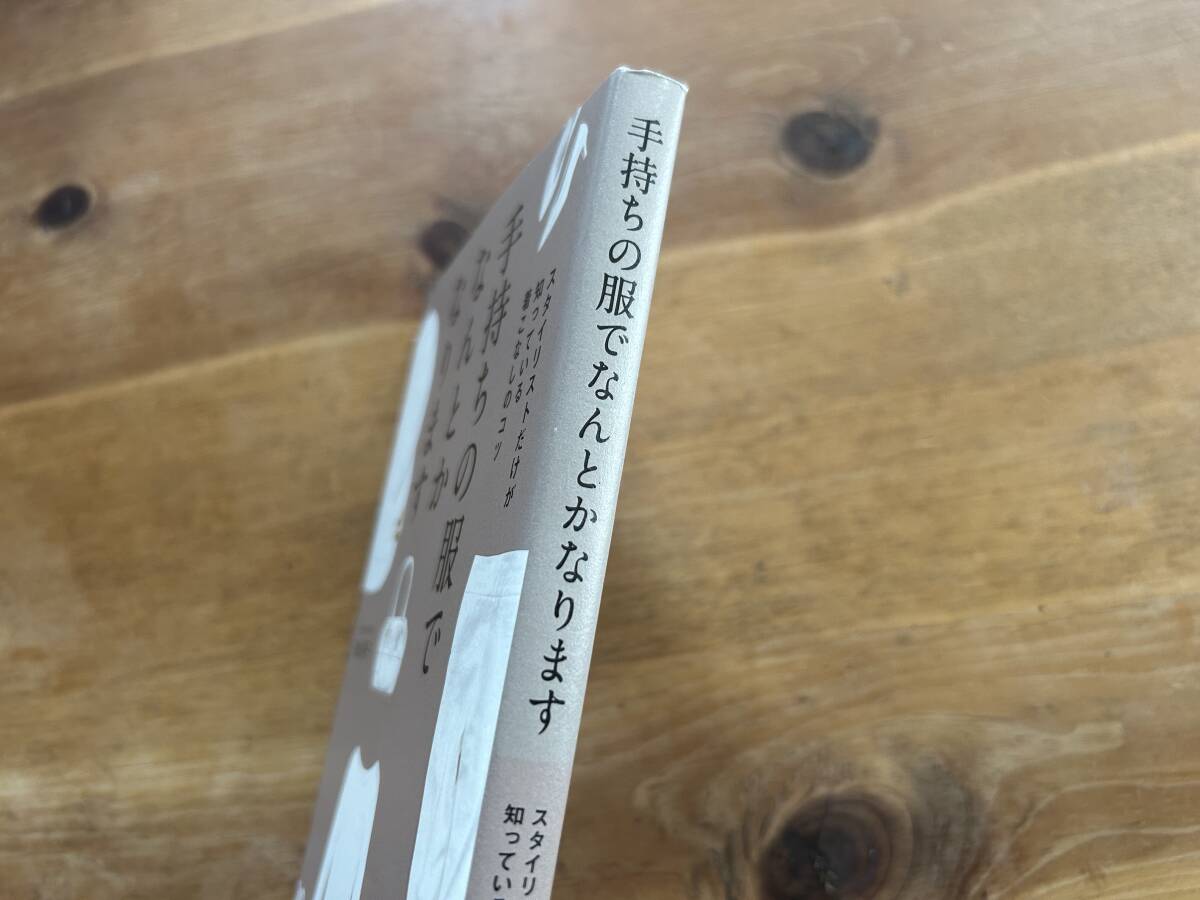 手持ちの服でなんとかなります
スタイリ
知ってい
スタイリストだけが
知っている
着こなしのコツ
手持ちの服で
なんとか
なります